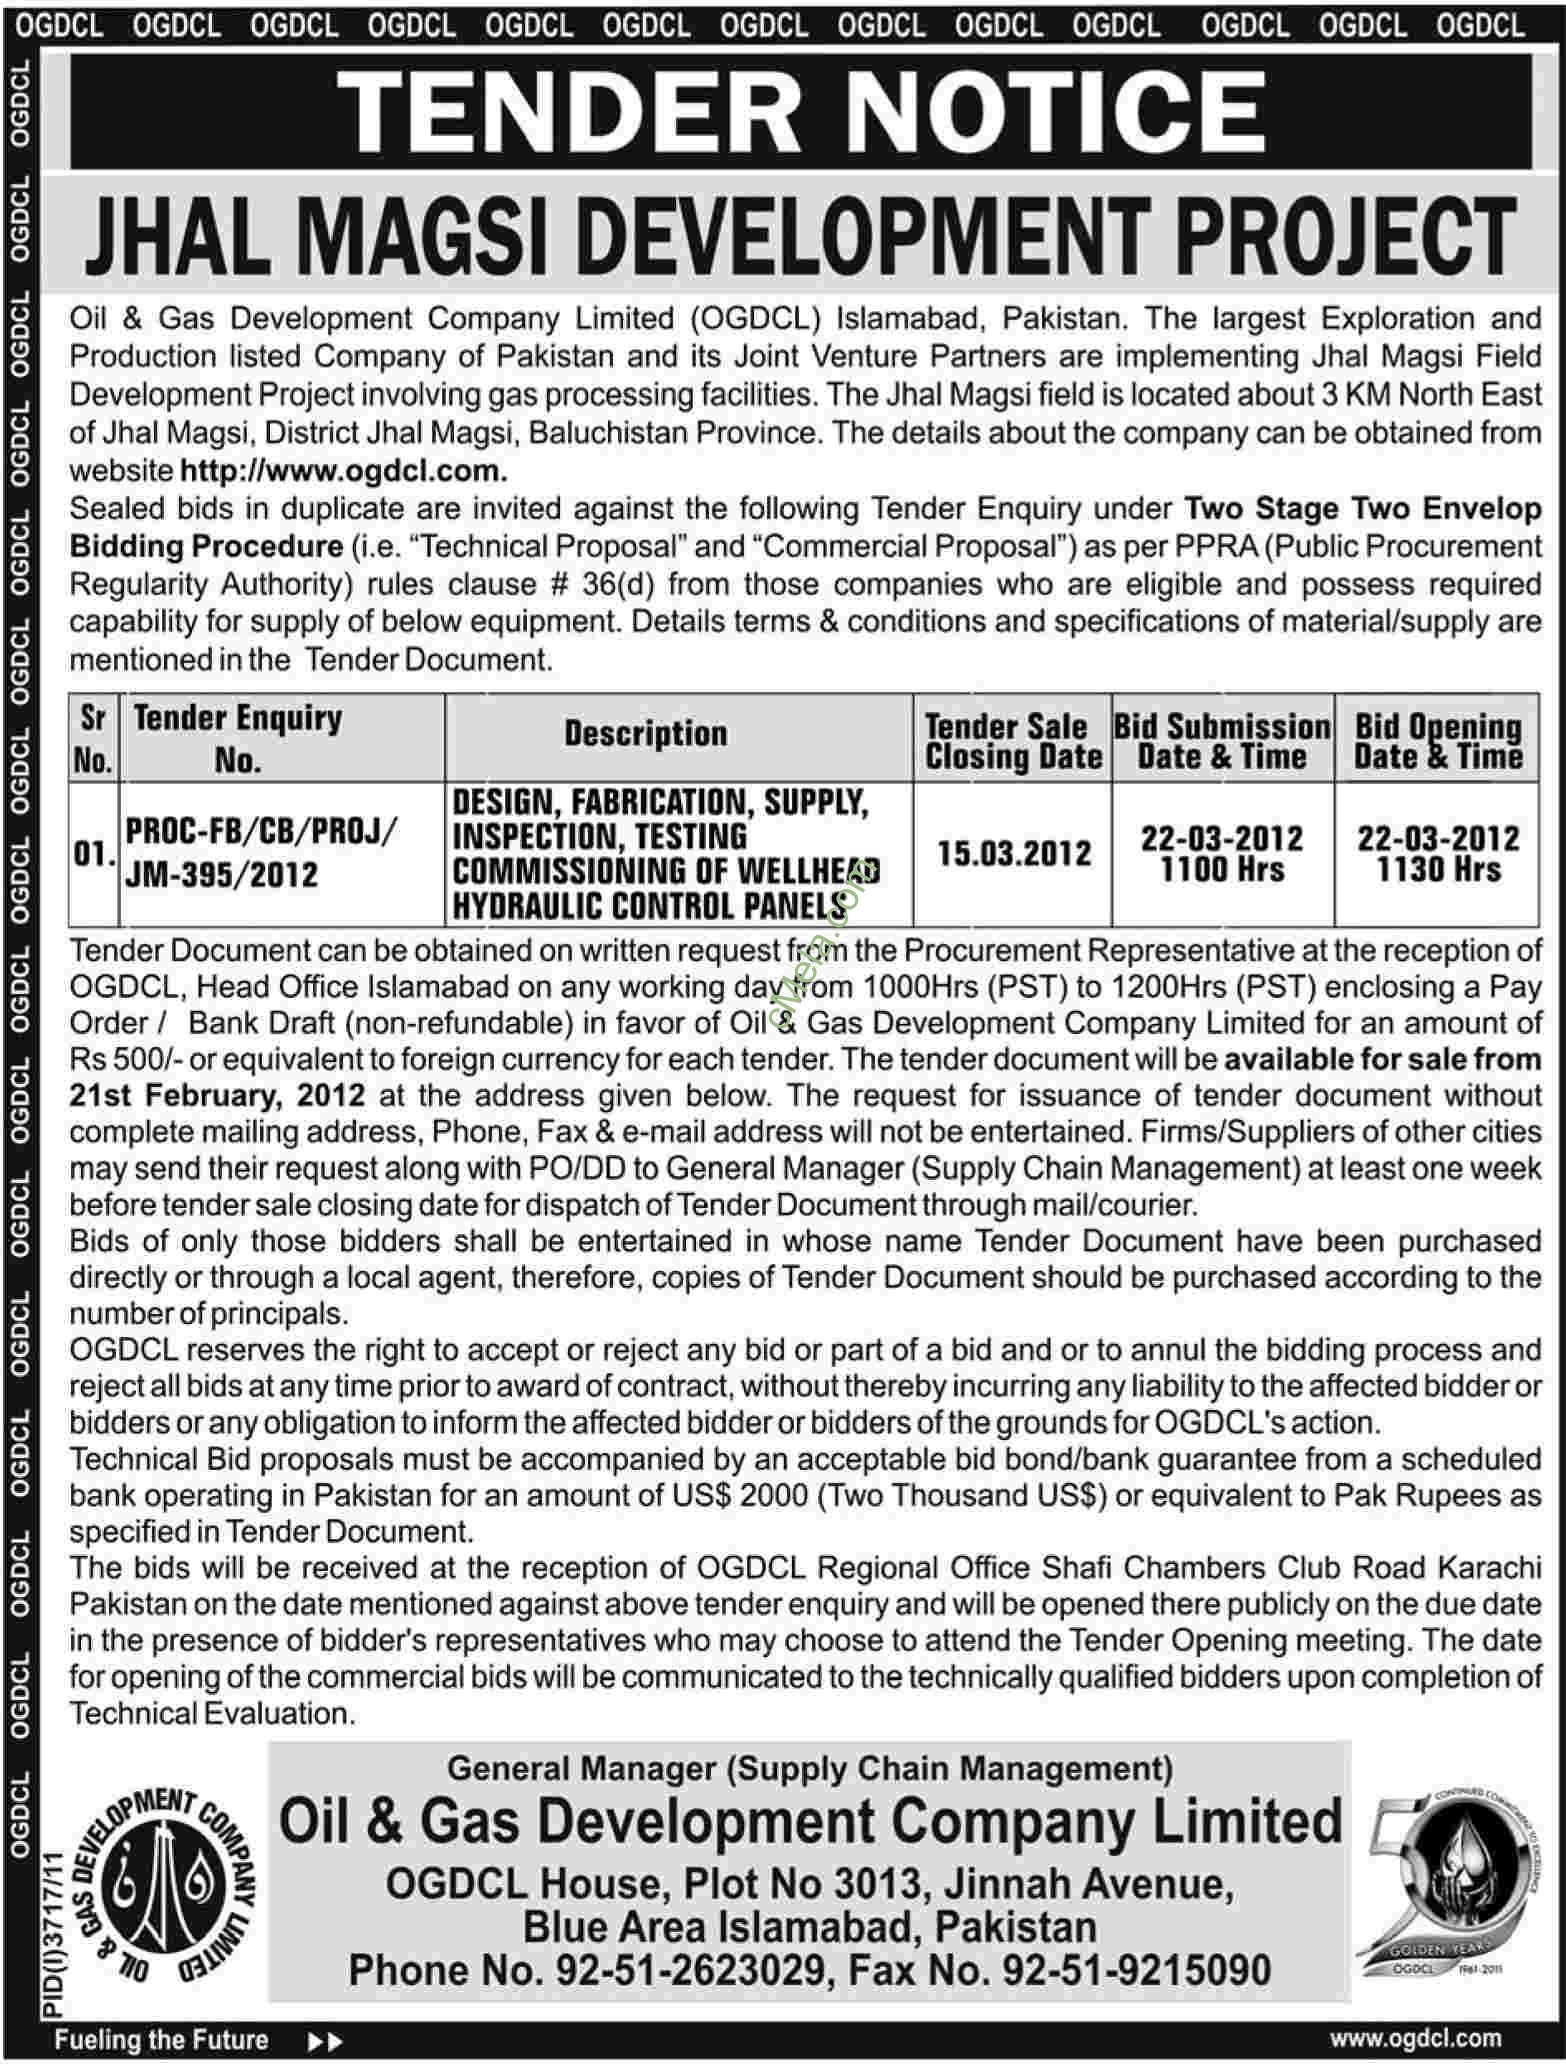 OGDCL OGDCL OGDCL OGDCL OGDCL OGDCL OGDCL OGDCL OGDCL OGDCL OGDCL OGDCL OGDCL
OGDCL OGDCL OGDCL OGDCL OGDCL OGDCL OGDCL OGDCL OGDCL OGDCL OGDCL OGDCL OGDCL OGDCL OGDCL OGDCL
TENDER NOTICE
JHAL MAGSI DEVELOPMENT PROJECT
Oil & Gas Development Company Limited (OGDCL) Islamabad, Pakistan. The largest Exploration and
Production listed Company of Pakistan and its Joint Venture Partners are implementing Jhal Magsi Field
Development Project involving gas processing facilities. The Jhal Magsi field is located about 3 KM North East
of Jhal Magsi, District Jhal Magsi, Baluchistan Province. The details about the company can be obtained from
website http://www.ogdcl.com.
Sealed bids in duplicate are invited against the following Tender Enquiry under Two Stage Two Envelop
Bidding Procedure (i.e. “Technical Proposal” and “Commercial Proposal”) as per PPRA (Public Procurement
Regularity Authority) rules clause # 36(d) from those companies who are eligible and possess required
capability for supply of below equipment. Details terms & conditions and specifications of material/supply are
mentioned in the Tender Document.
Sr No. Tender Enquiry No. Description Tender Sale Closing Date Bid Submission Date & Time Bid Opening Date & Time
01. PROC-FB/CB/PROJ/
JM-395/2012
DESIGN, FABRICATION, SUPPLY,
INSPECTION, TESTING
COMMISSIONING OF WELLHEAD
HYDRAULIC CONTROL PANELS
15.03.2012
22-03-2012
1100 Hrs
22-03-2012
1130 Hrs
cMela.com
Tender Document can be obtained on written request from the Procurement Representative at the reception of
OGDCL, Head Office Islamabad on any working day from 1000Hrs (PST) to 1200Hrs (PST) enclosing a Pay
Order / Bank Draft (non-refundable) in favor of Oil & Gas Development Company Limited for an amount of
Rs 500/- or equivalent to foreign currency for each tender. The tender document will be available for sale from
21st February, 2012 at the address given below. The request for issuance of tender document without
complete mailing address, Phone, Fax & e-mail address will not be entertained. Firms/Suppliers of other cities
may send their request along with PO/DD to General Manager (Supply Chain Management) at least one week
before tender sale closing date for dispatch of Tender Document through mail/courier.
Bids of only those bidders shall be entertained in whose name Tender Document have been purchased
directly or through a local agent, therefore, copies of Tender Document should be purchased according to the
number of principals.
OGDCL reserves the right to accept or reject any bid or part of a bid and or to annul the bidding process and
reject all bids at any time prior to award of contract, without thereby incurring any liability to the affected bidder or
bidders or any obligation to inform the affected bidder or bidders of the grounds for OGDCL's action.
Technical Bid proposals must be accompanied by an acceptable bid bond/bank guarantee from a scheduled
bank operating in Pakistan for an amount of US$ 2000 (Two Thousand US$) or equivalent to Pak Rupees as
specified in Tender Document.
The bids will be received at the reception of OGDCL Regional Office Shafi Chambers Club Road Karachi
Pakistan on the date mentioned against above tender enquiry and will be opened there publicly on the due date
in the presence of bidder's representatives who may choose to attend the Tender Opening meeting. The date
for opening of the commercial bids will be communicated to the technically qualified bidders upon completion of
Technical Evaluation.
General Manager (Supply Chain Management)
Oil & Gas Development Company Limited
OGDCL House, Plot No 3013, Jinnah Avenue,
Blue Area Islamabad, Pakistan
Phone No. 92-51-2623029, Fax No. 92-51-9215090
PID(I)3717/11
OIL & GAS DEVELOPMENT COMPANY LIMITED
CONTINUED COMMITMENT TO EXCELLENCE
50
GOLDEN YEARS
OGDCL 1961-2011
Fueling the Future
www.ogdcl.com